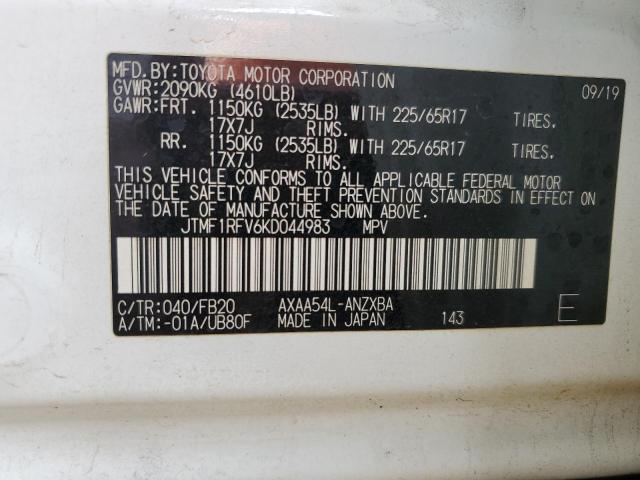 MFD.BY:TOYOTA MOTOR CORPORATION 09/19
GVWR:2090KG (4610LB)
GAWR:FRT. 1150KG (2535LB) WITH 225/65R17 TIRES.
17X7J RIMS.
RR. 1150KG (2535LB) WITH 225/65R17 TIRES.
17X7J RIMS.
THIS VEHICLE CONFORMS TO ALL APPLICABLE FEDERAL MOTOR
VEHICLE SAFETY AND THEFT PREVENTION STANDARDS IN EFFECT ON
THE DATE OF MANUFACTURE SHOWN ABOVE.
JTMF1RFV6KD044983 MPV
C/TR:040/FB20 AXAA54L-ANZXBA
A/TM:-01A/UB80F MADE IN JAPAN 143 E